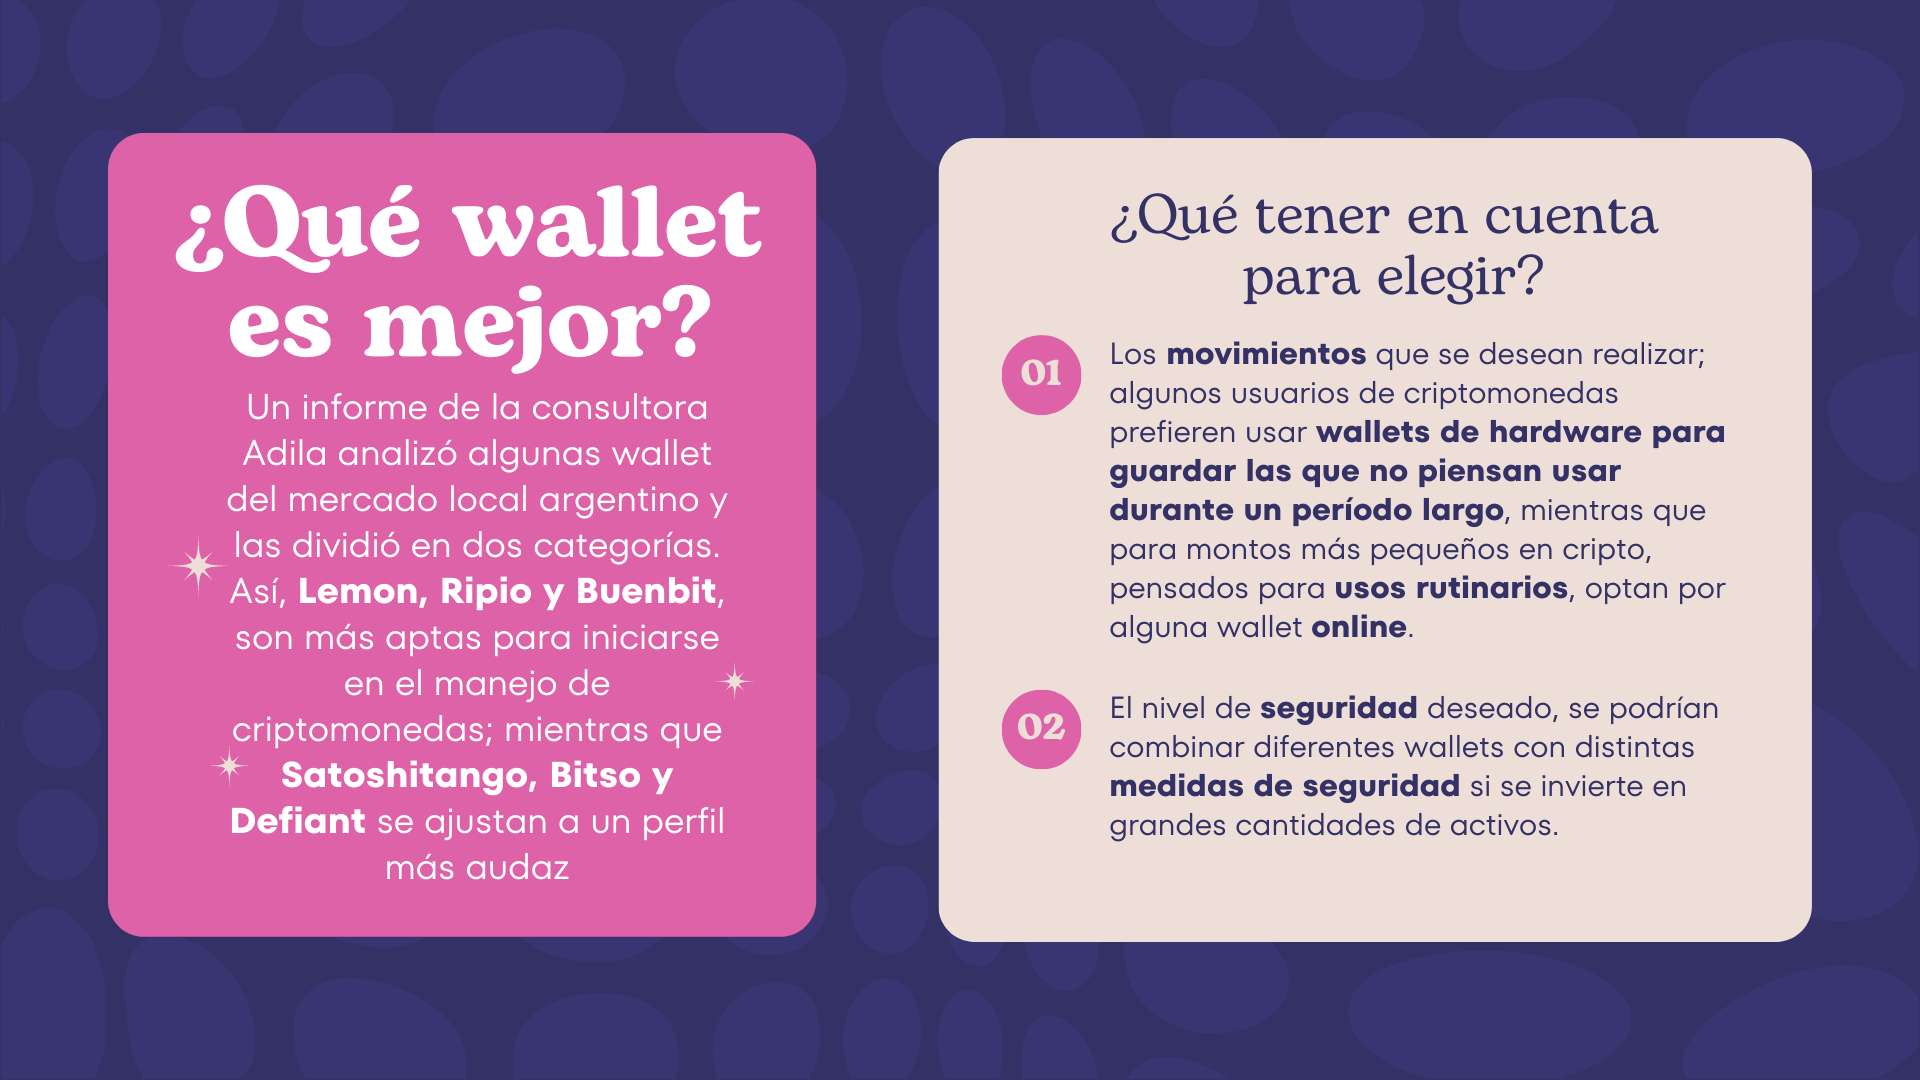 ¿Qué wallet
es mejor?
Un informe de la consultora
Adila analizó algunas wallet
del mercado local argentino y
las dividió en dos categorías.
Así, Lemon, Ripio y Buenbit,
son más aptas para iniciarse
en el manejo de
criptomonedas; mientras que
Satoshitango, Bitso y
Defiant se ajustan a un perfil
más audaz
¿Qué tener en cuenta
para elegir?
01
Los movimientos que se desean realizar;
algunos usuarios de criptomonedas
prefieren usar wallets de hardware para
guardar las que no piensan usar
durante un período largo, mientras que
para montos más pequeños en cripto,
pensados para usos rutinarios, optan por
alguna wallet online.
02
El nivel de seguridad deseado, se podrían
combinar diferentes wallets con distintas
medidas de seguridad si se invierte en
grandes cantidades de activos.